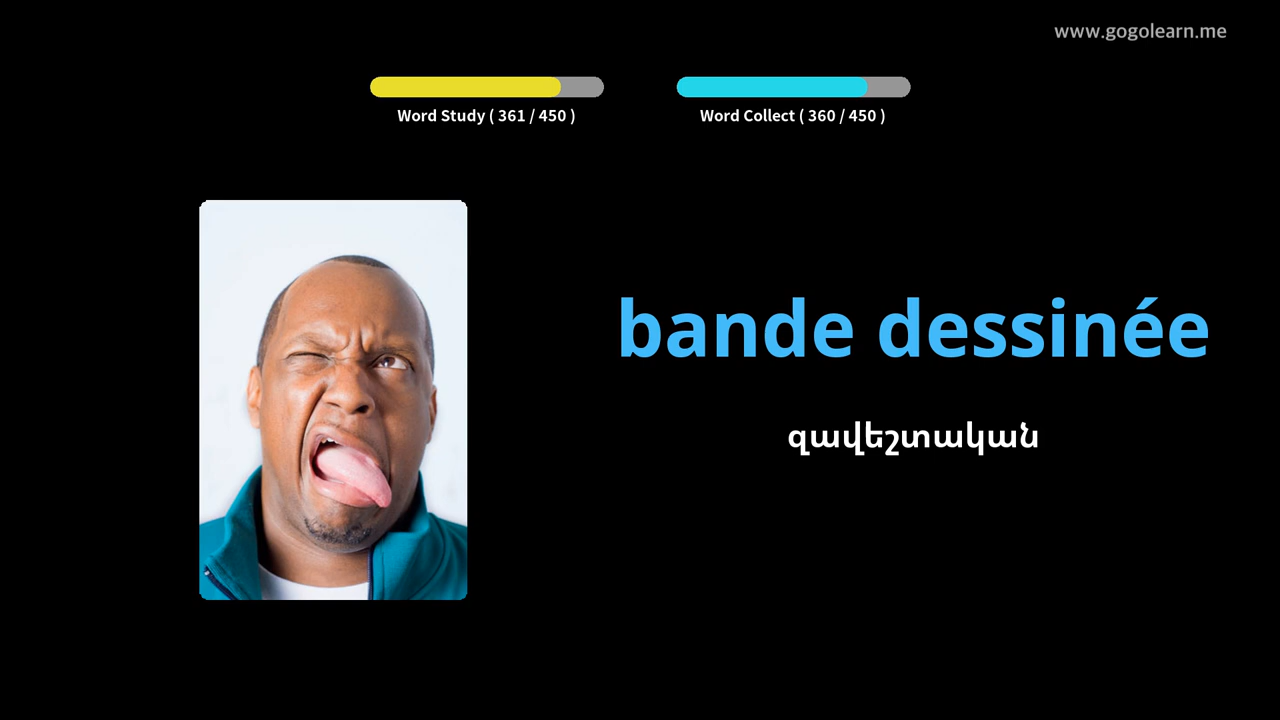 www.gogolearn.me
Word Study ( 361 / 450 )
Word Collect ( 360 / 450 )
bande dessinée
զավեշտական